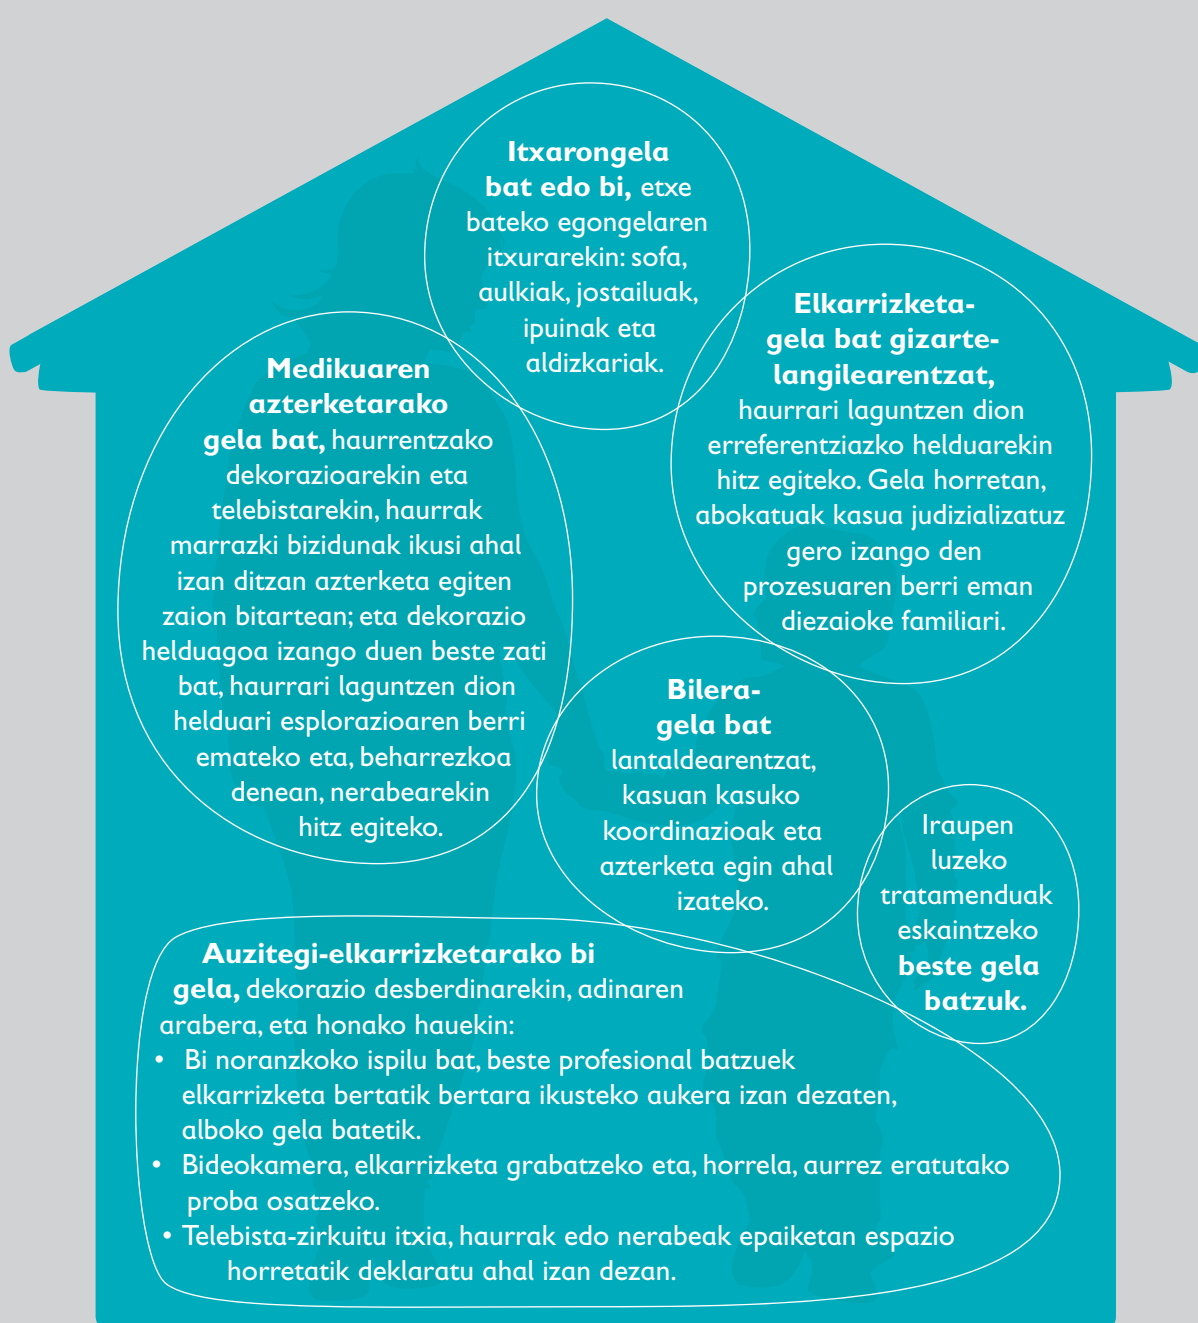 Itxarongela
bat edo bi, etxe
bateko egongelaren
itxurarekin: sofa,
aulkiak, jostailuak,
ipuinak eta
aldizkariak.
Elkarrizketa-
gela bat gizarte-
langilearentzat,
haurrari laguntzen dion
erreferentziazko helduarekin
hitz egiteko. Gela horretan,
abokatuak kasua judizializatuz
gero izango den
prozesuaren berri eman
diezaioke familiari.
Medikuaren
azterketarako
gela bat, haurrentzako
dekorazioarekin eta
telebistarekin, haurrak
marrazki bizidunak ikusi ahal
izan ditzan azterketa egiten
zaion bitartean; eta dekorazio
helduagoa izango duen beste zati
bat, haurrari laguntzen dion
helduari esplorazioaren berri
emateko eta, beharrezkoa
denean, nerabearekin
hitz egiteko.
Bilera-
gela bat
lantaldearentzat,
kasuan kasuko
koordinazioak eta
azterketa egin ahal
izateko.
Iraupen
luzeko
tratamenduak
eskaintzeko
beste gela
batzuk.
Auzitegi-elkarrizketarako bi
gela, dekorazio desberdinarekin, adinaren
arabera, eta honako hauekin:
• Bi noranzkoko ispilu bat, beste profesional batzuek
elkarrizketa bertatik bertara ikusteko aukera izan dezaten,
alboko gela batetik.
• Bideokamera, elkarrizketa grabatzeko eta, horrela, aurrez eratutako
proba osatzeko.
• Telebista-zirkuitu itxia, haurrak edo nerabeak epaiketan espazio
horretatik deklaratu ahal izan dezan.